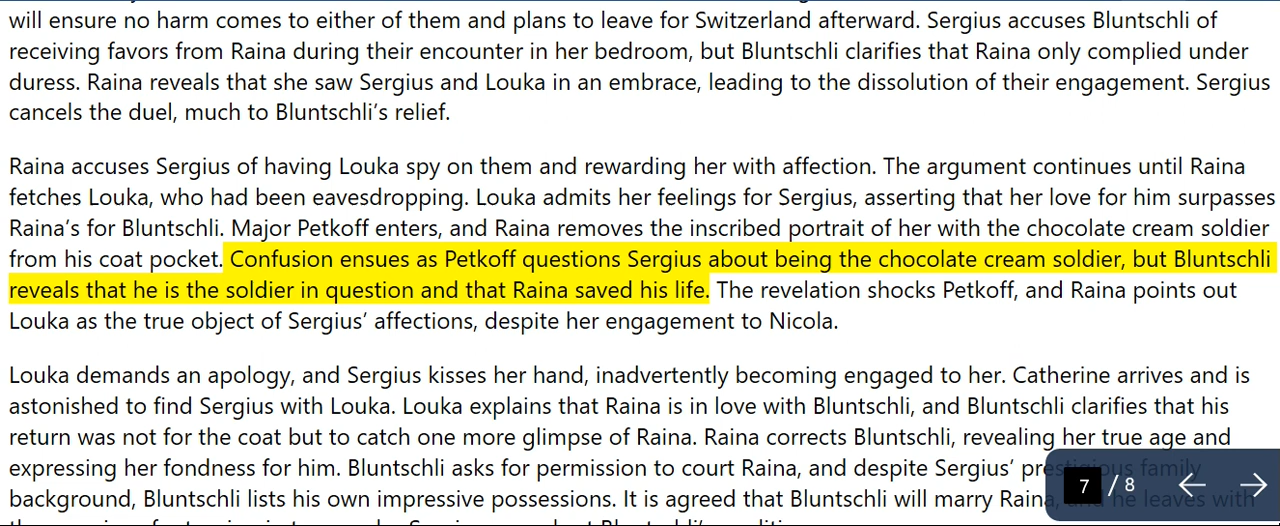 will ensure no harm comes to either of them and plans to leave for Switzerland afterward. Sergius accuses Bluntschli of
receiving favors from Raina during their encounter in her bedroom, but Bluntschli clarifies that Raina only complied under
duress. Raina reveals that she saw Sergius and Louka in an embrace, leading to the dissolution of their engagement. Sergius
cancels the duel, much to Bluntschli’s relief.
Raina accuses Sergius of having Louka spy on them and rewarding her with affection. The argument continues until Raina
fetches Louka, who had been eavesdropping. Louka admits her feelings for Sergius, asserting that her love for him surpasses
Raina’s for Bluntschli. Major Petkoff enters, and Raina removes the inscribed portrait of her with the chocolate cream soldier
from his coat pocket. Confusion ensues as Petkoff questions Sergius about being the chocolate cream soldier, but Bluntschli
reveals that he is the soldier in question and that Raina saved his life. The revelation shocks Petkoff, and Raina points out
Louka as the true object of Sergius’ affections, despite her engagement to Nicola.
Louka demands an apology, and Sergius kisses her hand, inadvertently becoming engaged to her. Catherine arrives and is
astonished to find Sergius with Louka. Louka explains that Raina is in love with Bluntschli, and Bluntschli clarifies that his
return was not for the coat but to catch one more glimpse of Raina. Raina corrects Bluntschli, revealing her true age and
expressing her fondness for him. Bluntschli asks for permission to court Raina, and despite Sergius’ prestigious family
background, Bluntschli lists his own impressive possessions. It is agreed that Bluntschli will marry Raina, and he leaves with
7 / 8